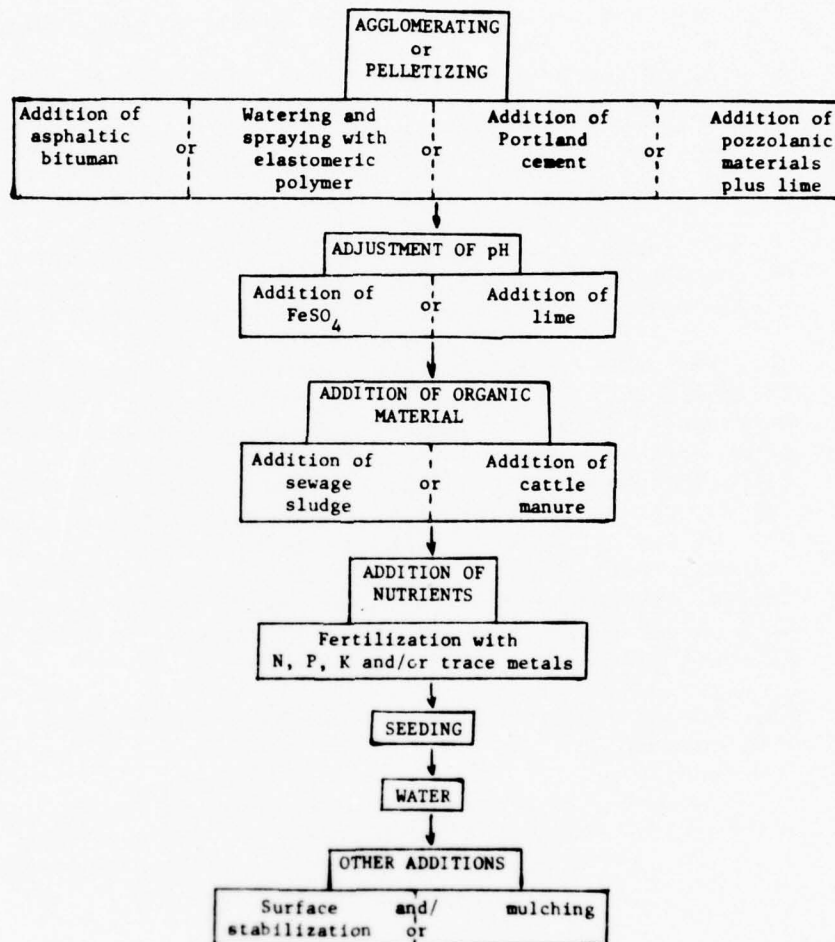 AGGLOMERATING
or
PELLETIZING
Addition of
asphaltic
bituman
or
Watering and
spraying with
elastomeric
polymer
or
Addition of
Portland
cement
or
Addition of
pozzolanic
materials
plus lime
ADJUSTMENT OF pH
Addition of
FeSO4
or
Addition of
lime
ADDITION OF ORGANIC
MATERIAL
Addition of
sewage
sludge
or
Addition of
cattle
manure
ADDITION OF
NUTRIENTS
Fertilization with
N, P, K and/or trace metals
SEEDING
WATER
OTHER ADDITIONS
Surface
stabilization
and/
or
mulching